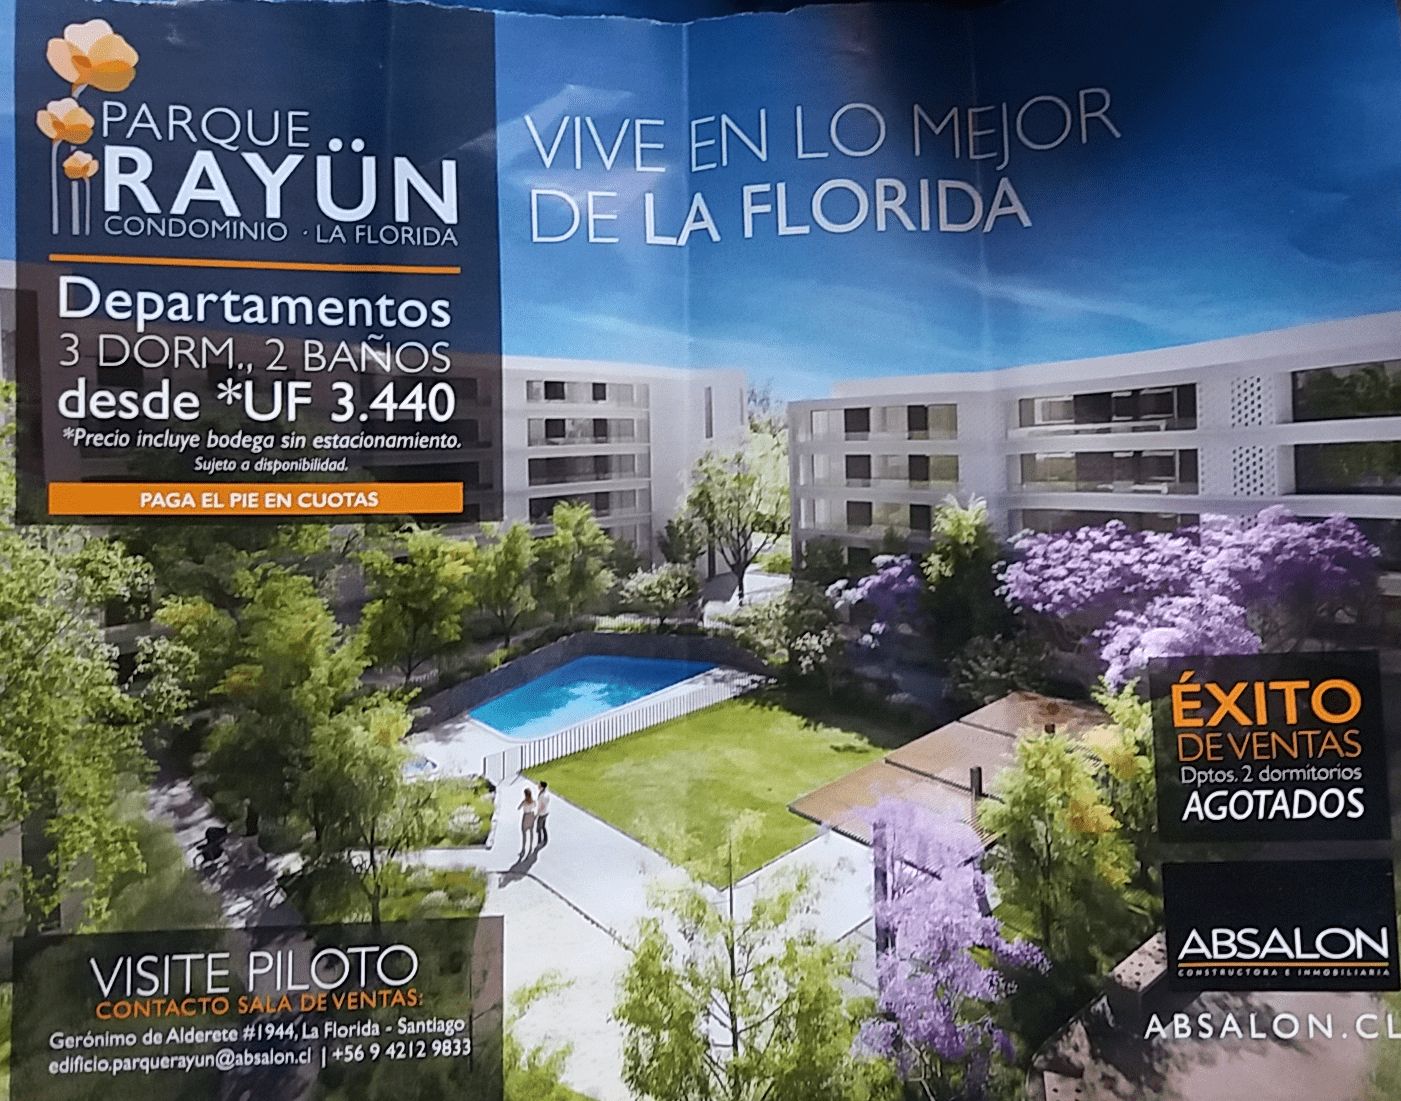 PARQUE
RAYÜN
CONDOMINIO · LA FLORIDA
Departamentos
3 DORM., 2 BAÑOS
desde *UF 3.440
*Precio incluye bodega sin estacionamiento.
Sujeto a disponibilidad.
PAGA EL PIE EN CUOTAS
VIVE EN LO MEJOR
DE LA FLORIDA
ÉXITO
DE VENTAS
Dptos. 2 dormitorios
AGOTADOS
ABSALON
CONSTRUCTORA E INMOBILIARIA
ABSALON.CL
VISITE PILOTO
CONTACTO SALA DE VENTAS:
Gerónimo de Alderete #1944, La Florida - Santiago
edificio.parquerayun@absalon.cl | +56 9 4212 9833